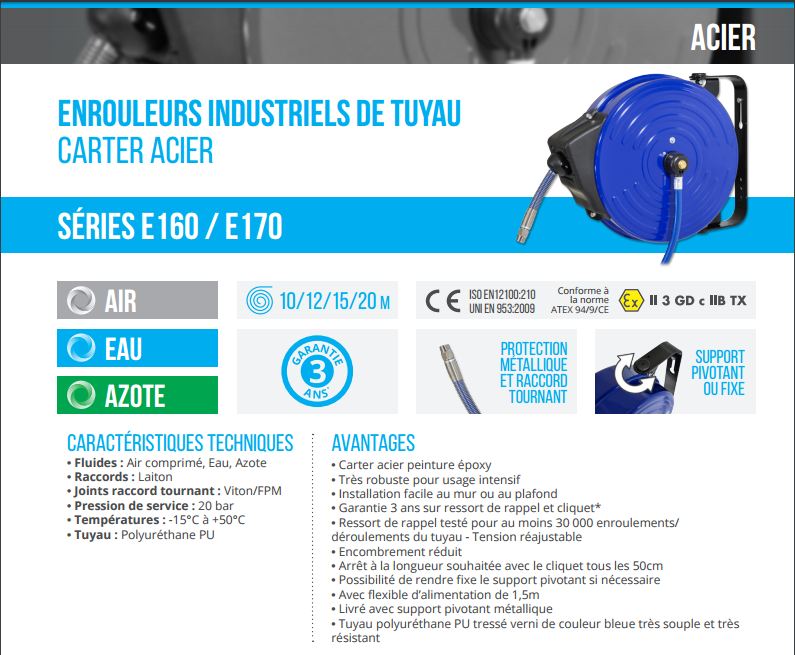 ACIER
ENROULEURS INDUSTRIELS DE TUYAU
CARTER ACIER
SÉRIES E160 / E170
AIR
EAU
AZOTE
10/12/15/20 M
GARANTIE
3
ANS*
CE
ISO EN12100:210
UNI EN 953:2009
Conforme à
la norme
ATEX 94/9/CE
Ex
II 3 GD c IIB TX
PROTECTION
MÉTALLIQUE
ET RACCORD
TOURNANT
SUPPORT
PIVOTANT
OU FIXE
CARACTÉRISTIQUES TECHNIQUES
• Fluides : Air comprimé, Eau, Azote
• Raccords : Laiton
• Joints raccord tournant : Viton/FPM
• Pression de service : 20 bar
• Températures : -15°C à +50°C
• Tuyau : Polyuréthane PU
AVANTAGES
• Carter acier peinture époxy
• Très robuste pour usage intensif
• Installation facile au mur ou au plafond
• Garantie 3 ans sur ressort de rappel et cliquet*
• Ressort de rappel testé pour au moins 30 000 enroulements/
déroulements du tuyau - Tension réajustable
• Encombrement réduit
• Arrêt à la longueur souhaitée avec le cliquet tous les 50cm
• Possibilité de rendre fixe le support pivotant si nécessaire
• Avec flexible d'alimentation de 1,5m
• Livré avec support pivotant métallique
• Tuyau polyuréthane PU tressé verni de couleur bleue très souple et très
résistant